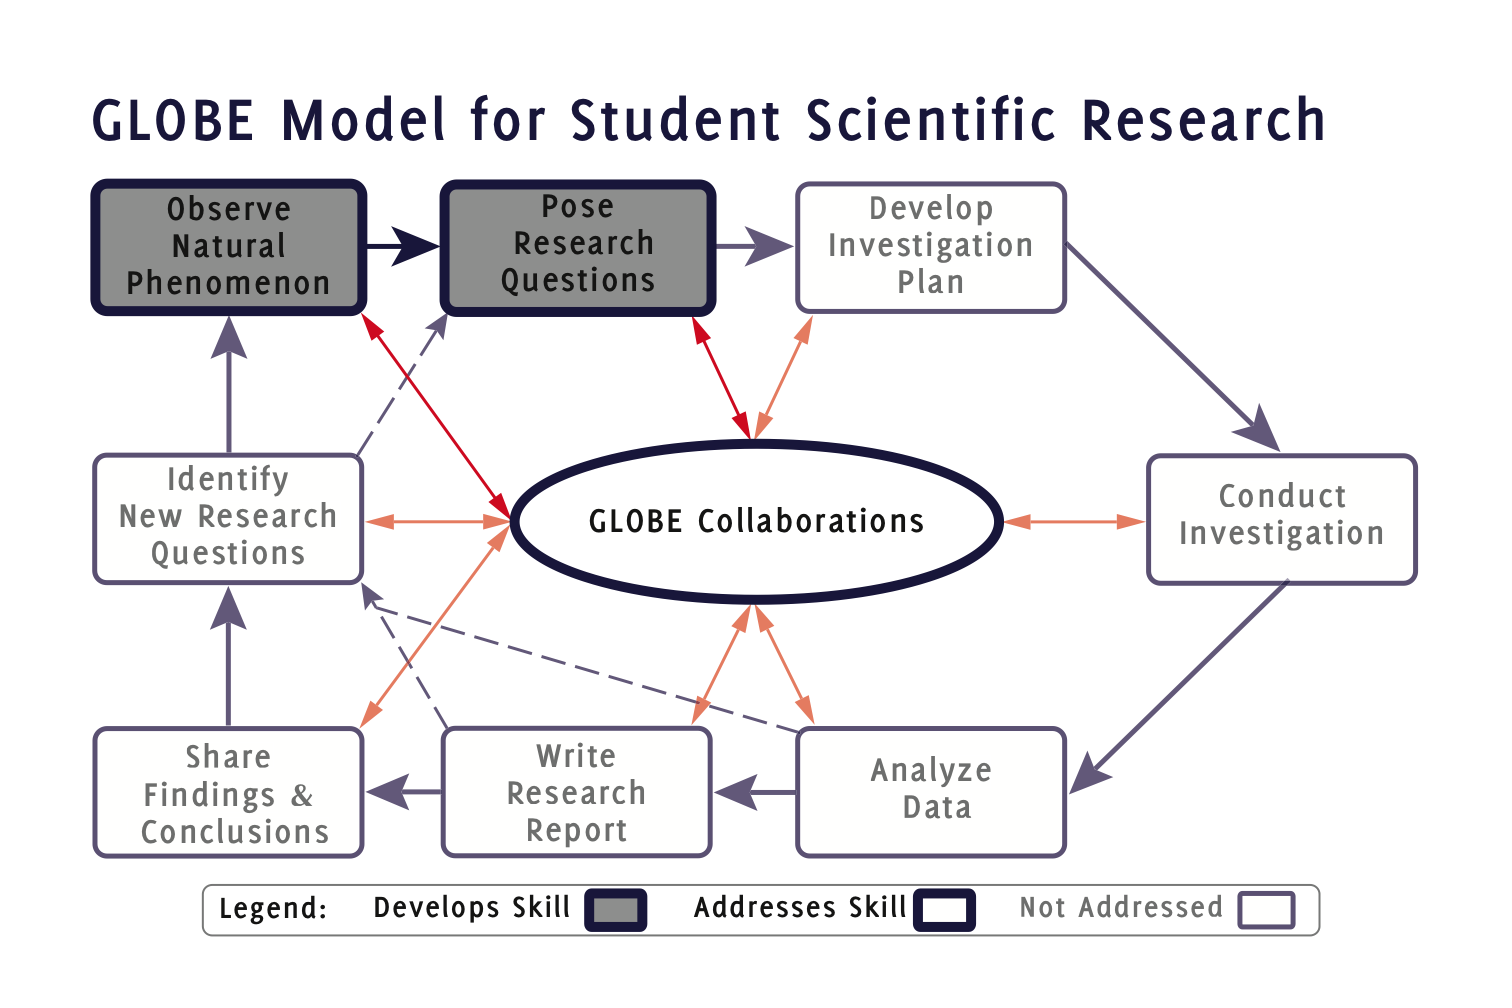 GLOBE Model for Student Scientific Research
Observe
Natural
Phenomenon
Pose
Research
Questions
Develop
Investigation
Plan
Identify
New Research
Questions
GLOBE Collaborations
Conduct
Investigation
Share
Findings &
Conclusions
Write
Research
Report
Analyze
Data
Legend: Develops Skill Addresses Skill Not Addressed